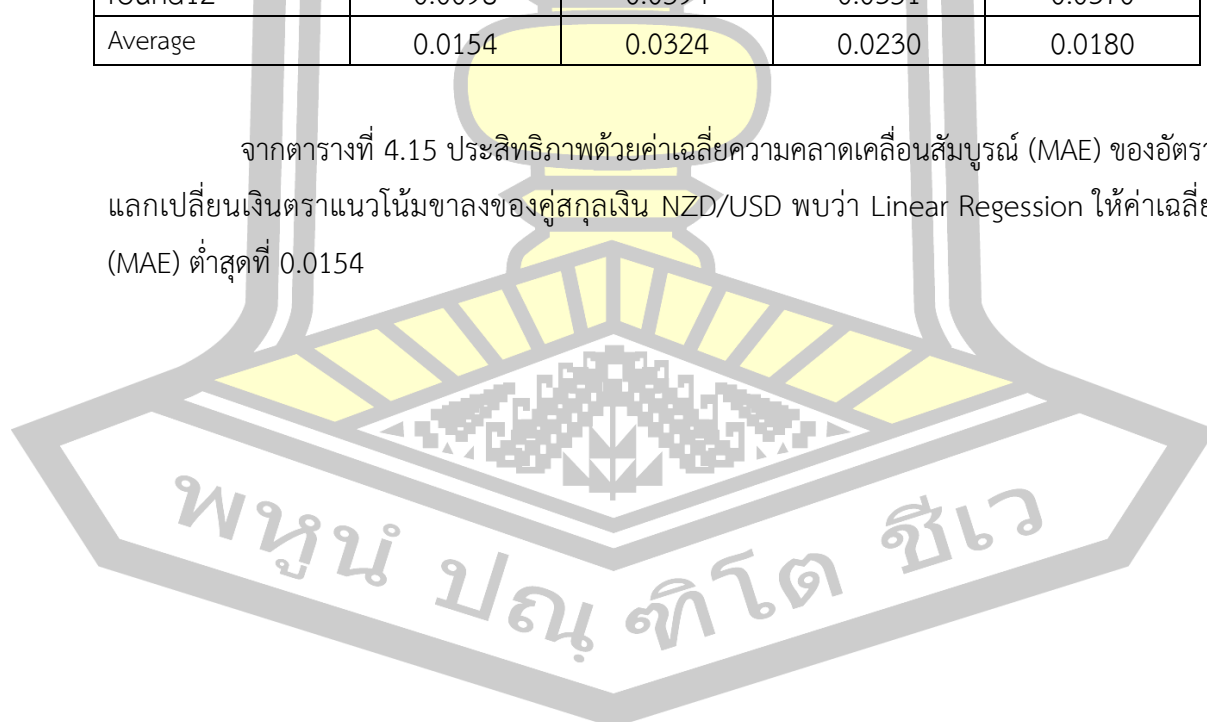 Average 0.0154 0.0324 0.0230 0.0180
จากตารางที่ 4.15 ประสิทธิภาพด้วยค่าเฉลี่ยความคลาดเคลื่อนสัมบูรณ์ (MAE) ของอัตรา
แลกเปลี่ยนเงินตราแนวโน้มขาลงของคู่สกุลเงิน NZD/USD พบว่า Linear Regession ให้ค่าเฉลี่ย
(MAE) ต่ำสุดที่ 0.0154
พหูนํ ปณฺฑิโต ชีเว